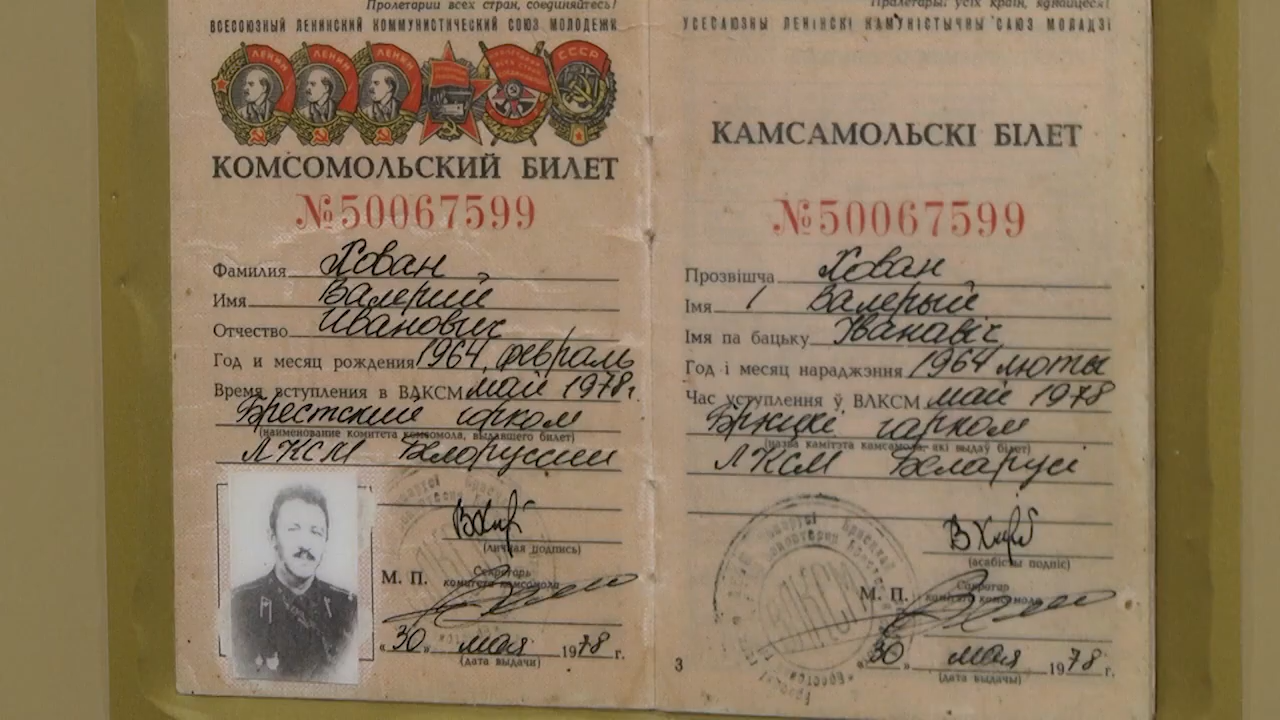 Пролетарии всех стран, соединяйтесь!
ВСЕСОЮЗНЫЙ ЛЕНИНСКИЙ КОММУНИСТИЧЕСКИЙ СОЮЗ МОЛОДЕЖИ
ЛЕНИН ЛЕНИН ЛЕНИН СССР
КОМСОМОЛЬСКИЙ БИЛЕТ
№50067599
Фамилия Хован
Имя Валерий
Отчество Иванович
Год и месяц рождения 1964, февраль
Время вступления в ВЛКСМ май 1978г.
Брестский горком
(наименование комитета комсомола, выдавшего билет)
ЛКСМ Белоруссии
(личная подпись)
М. П. Секретарь
комитета комсомола
«30» мая 1978 г.
(дата выдачи)
Пралетарыі ўсіх краін, яднайцеся!
УСЕСАЮЗНЫ ЛЕНІНСКІ КАМУНІСТЫЧНЫ САЮЗ МОЛАДЗІ
КАМСАМОЛЬСКІ БІЛЕТ
№50067599
Прозвішча Хован
Імя Валерый
Імя па бацьку Іванавіч
Год і месяц нараджэння 1964 люты
Час уступлення ў ВЛКСМ май 1978
Брэсцкі гарком
(назва камітэта камсамола, які выдаў білет)
ЛКСМ Беларусі
(асабісты подпіс)
М. П. Сакратар
камітэта камсамола
«30» мая 1978 г.
(дата выдачы)
3